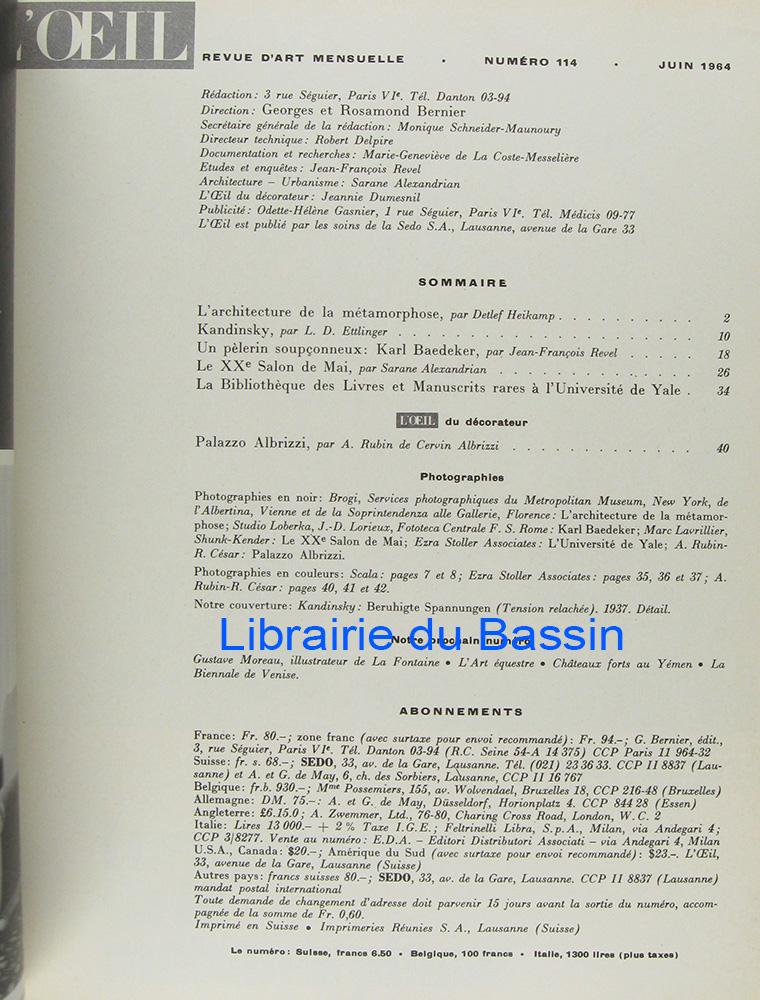 L'ŒIL
REVUE D'ART MENSUELLE · NUMÉRO 114 · JUIN 1964
Rédaction: 3 rue Séguier, Paris VIe. Tél. Danton 03-94
Direction: Georges et Rosamond Bernier
Secrétaire générale de la rédaction: Monique Schneider-Maunoury
Directeur technique: Robert Delpire
Documentation et recherches: Marie-Geneviève de La Coste-Messelière
Etudes et enquêtes: Jean-François Revel
Architecture – Urbanisme: Sarane Alexandrian
L'Œil du décorateur: Jeannie Dumesnil
Publicité: Odette-Hélène Gasnier, 1 rue Séguier, Paris VIe. Tél. Médicis 09-77
L'Œil est publié par les soins de la Sedo S.A., Lausanne, avenue de la Gare 33
SOMMAIRE
L'architecture de la métamorphose, par Detlef Heikamp . . . . . . . . . . 2
Kandinsky, par L. D. Ettlinger . . . . . . . . . . . . . . . . . . . . . 10
Un pèlerin soupçonneux: Karl Baedeker, par Jean-François Revel . . . . . 18
Le XXe Salon de Mai, par Sarane Alexandrian . . . . . . . . . . . . . . 26
La Bibliothèque des Livres et Manuscrits rares à l'Université de Yale . 34
L'ŒIL du décorateur
Palazzo Albrizzi, par A. Rubin de Cervin Albrizzi . . . . . . . . . . . . . 40
Photographies
Photographies en noir: Brogi, Services photographiques du Metropolitan Museum, New York, de
l'Albertina, Vienne et de la Soprintendenza alle Gallerie, Florence: L'architecture de la métamor-
phose; Studio Loberka, J.-D. Lorieux, Fototeca Centrale F. S. Rome: Karl Baedeker; Marc Lavrillier,
Shunk-Kender: Le XXe Salon de Mai; Ezra Stoller Associates: L'Université de Yale; A. Rubin-
R. César: Palazzo Albrizzi.
Photographies en couleurs: Scala: pages 7 et 8; Ezra Stoller Associates: pages 35, 36 et 37; A.
Rubin-R. César: pages 40, 41 et 42.
Notre couverture: Kandinsky: Beruhigte Spannungen (Tension relachée). 1937. Détail.
Librairie du Bassin
Notre prochain numéro
Gustave Moreau, illustrateur de La Fontaine • L'Art équestre • Châteaux forts au Yémen • La
Biennale de Venise.
ABONNEMENTS
France: Fr. 80.–; zone franc (avec surtaxe pour envoi recommandé): Fr. 94.–; G. Bernier, édit.,
3, rue Séguier, Paris VIe. Tél. Danton 03-94 (R.C. Seine 54-A 14 375) CCP Paris 11 964-32
Suisse: fr. s. 68.–; SEDO, 33, av. de la Gare, Lausanne. Tél. (021) 23 36 33. CCP II 8837 (Lau-
sanne) et A. et G. de May, 6, ch. des Sorbiers, Lausanne, CCP II 16 767
Belgique: fr.b. 930.–; Mme Possemiers, 155, av. Wolvendael, Bruxelles 18, CCP 216-48 (Bruxelles)
Allemagne: DM. 75.–: A. et G. de May, Düsseldorf, Horionplatz 4. CCP 844 28 (Essen)
Angleterre: £6.15.0; A. Zwemmer, Ltd., 76-80, Charing Cross Road, London, W. C. 2
Italie: Lires 13 000.– + 2 % Taxe I.G.E.; Feltrinelli Libra, S.p.A., Milan, via Andegari 4;
CCP 3/8277. Vente au numéro: E.D.A. – Editori Distributori Associati – via Andegari 4, Milan
U.S.A., Canada: $20.–; Amérique du Sud (avec surtaxe pour envoi recommandé): $23.–. L'Œil,
33, avenue de la Gare, Lausanne (Suisse)
Autres pays: francs suisses 80.–; SEDO, 33, av. de la Gare, Lausanne. CCP II 8837 (Lausanne)
mandat postal international
Toute demande de changement d'adresse doit parvenir 15 jours avant la sortie du numéro, accom-
pagnée de la somme de Fr. 0,60.
Imprimé en Suisse • Imprimeries Réunies S. A., Lausanne (Suisse)
Le numéro: Suisse, francs 6.50 • Belgique, 100 francs • Italie, 1300 lires (plus taxes)